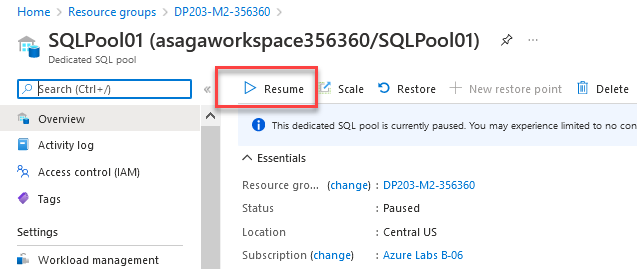 Home > Resource groups > DP203-M2-356360 >
SQLPool01 (asagaworkspace356360/SQLPool01)
Dedicated SQL pool
Search (Ctrl+/)
«
Resume Scale Restore New restore point Delete
Overview
Activity log
Access control (IAM)
Tags
Settings
Workload management
This dedicated SQL pool is currently paused. You may experience limited to no con
Essentials
Resource gro... (change) : DP203-M2-356360
Status : Paused
Location : Central US
Subscription (change) : Azure Labs B-06